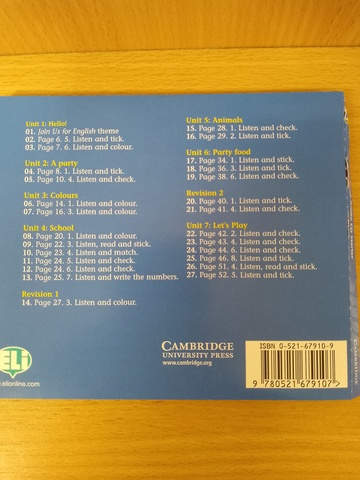 Unit 1: Hello!
01. Join Us for English theme
02. Page 6. 5. Listen and tick.
03. Page 7. 6. Listen and colour.
Unit 2: A party
04. Page 8. 1. Listen and tick.
05. Page 10. 4. Listen and check.
Unit 3: Colours
06. Page 14. 1. Listen and colour.
07. Page 16. 3. Listen and colour.
Unit 4: School
08. Page 20. 1. Listen and colour.
09. Page 22. 3. Listen, read and stick.
10. Page 23. 4. Listen and match.
11. Page 24. 5. Listen and check.
12. Page 24. 6. Listen and check.
13. Page 25. 7. Listen and write the numbers.
Revision 1
14. Page 27. 3. Listen and colour.
Unit 5: Animals
15. Page 28. 1. Listen and check.
16. Page 29. 2. Listen and tick.
Unit 6: Party food
17. Page 34. 1. Listen and stick.
18. Page 36. 3. Listen and tick.
19. Page 38. 6. Listen and check.
Revision 2
20. Page 40. 1. Listen and tick.
21. Page 41. 4. Listen and check.
Unit 7: Let's Play
22. Page 42. 2. Listen and check.
23. Page 43. 4. Listen and check.
24. Page 44. 6. Listen and check.
25. Page 46. 8. Listen and tick.
26. Page 51. 4. Listen, read and stick.
27. Page 52. 5. Listen and tick.
ELI
.elionline.com
CAMBRIDGE
UNIVERSITY PRESS
www.cambridge.org
ISBN 0-521-67910-9
9 780521 679107 >